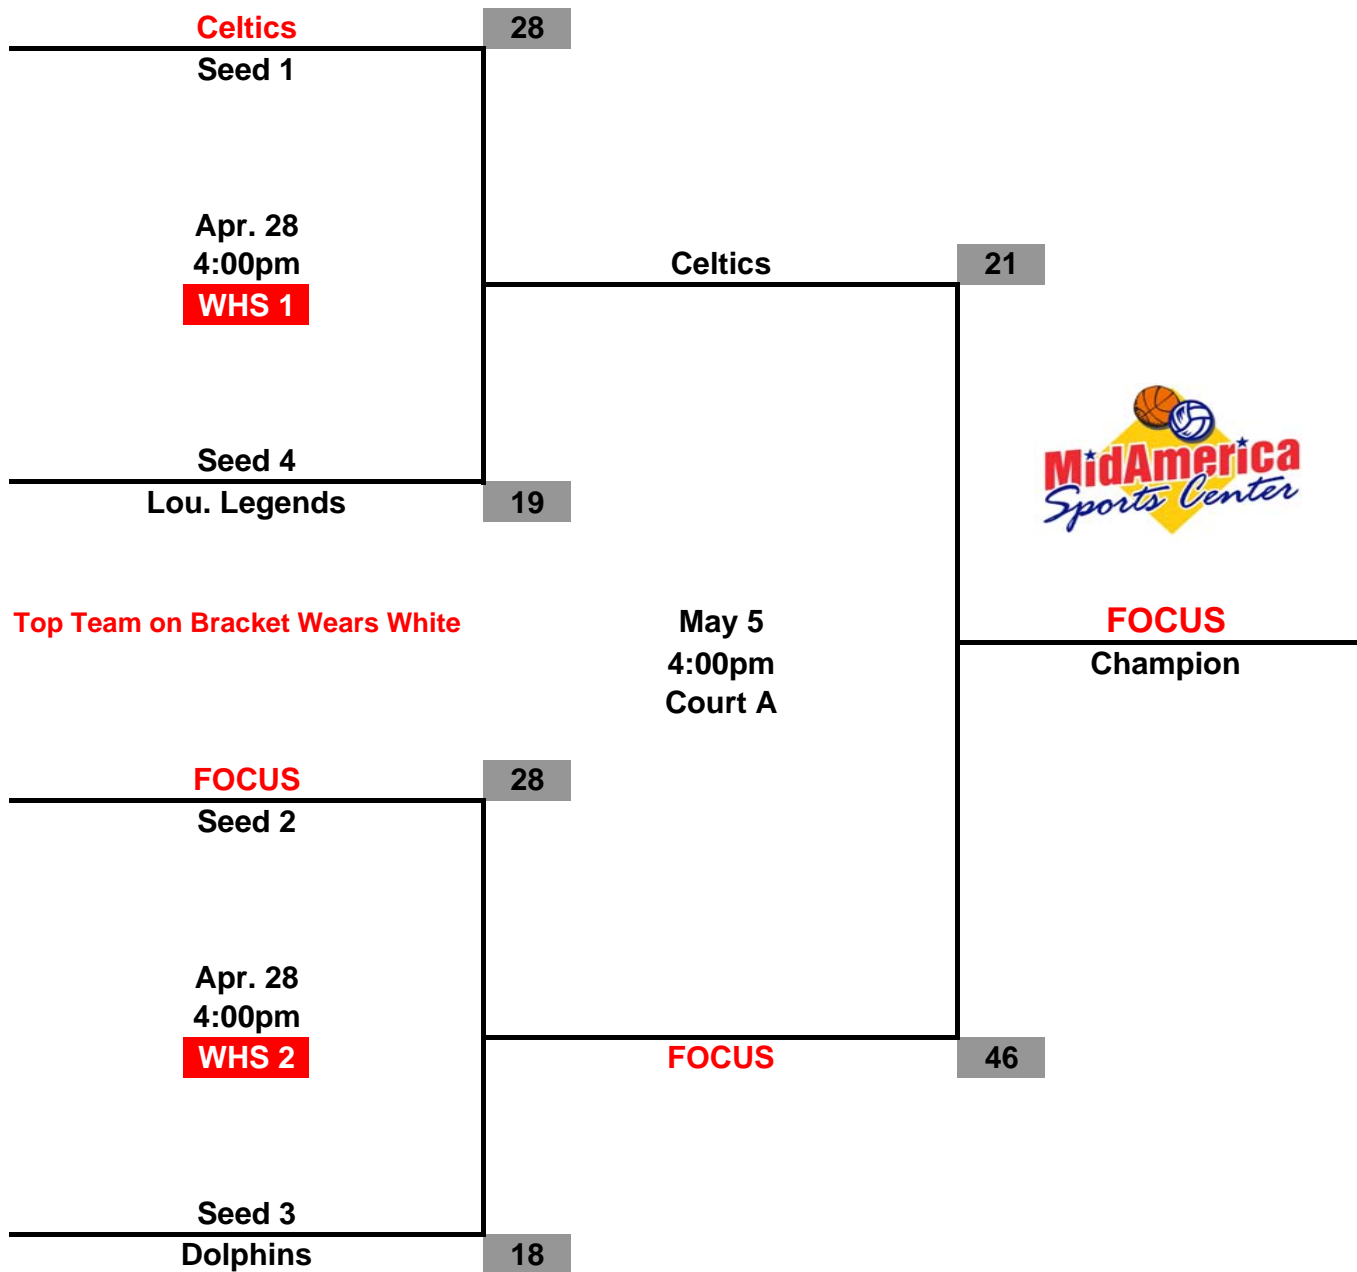 Celtics 28
Seed 1
Apr. 28
4:00pm
WHS 1
Celtics 21
MidAmerica
Sports Center
Seed 4
Lou. Legends 19
Top Team on Bracket Wears White
May 5
4:00pm
Court A
FOCUS
Champion
FOCUS 28
Seed 2
Apr. 28
4:00pm
WHS 2
FOCUS 46
Seed 3
Dolphins 18